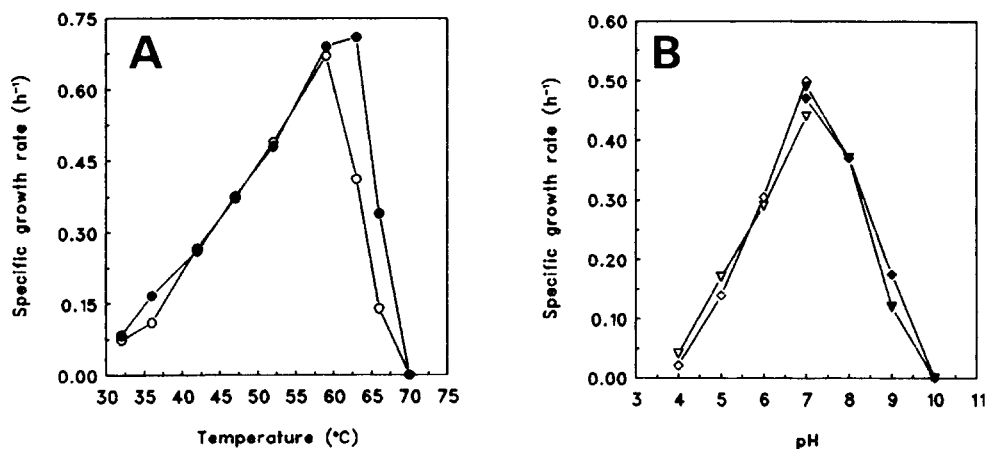 A
Specific growth rate (h⁻¹)
0.75
0.60
0.45
0.30
0.15
0.00
30 35 40 45 50 55 60 65 70 75
Temperature (°C)
B
Specific growth rate (h⁻¹)
0.60
0.50
0.40
0.30
0.20
0.10
0.00
3 4 5 6 7 8 9 10 11
pH